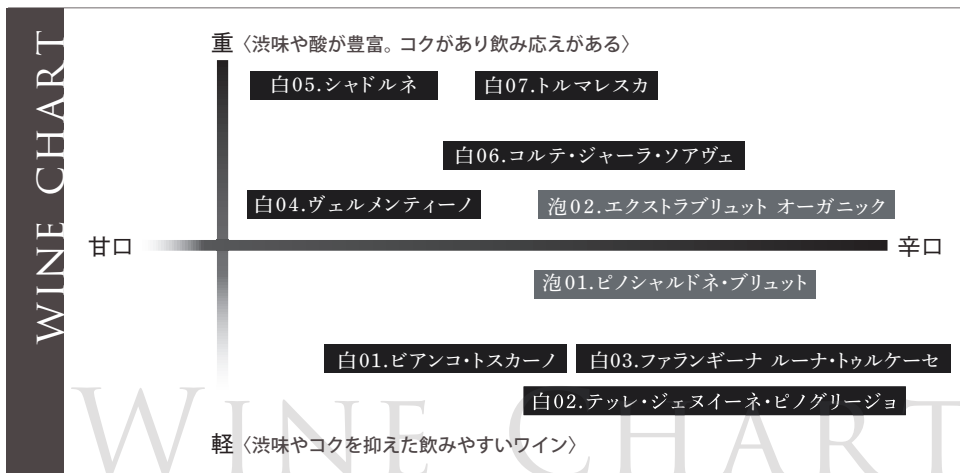 WINE CHART
重〈渋味や酸が豊富。コクがあり飲み応えがある〉
白05.シャドルネ
白07.トルマレスカ
白06.コルテ・ジャーラ・ソアヴェ
白04.ヴェルメンティーノ
泡02.エクストラブリュット オーガニック
甘口
辛口
泡01.ピノシャルドネ・ブリュット
白01.ビアンコ・トスカーノ
白03.ファランギーナ ルーナ・トゥルケーセ
白02.テッレ・ジェヌイーネ・ピノグリージョ
WINE CHART
軽〈渋味やコクを抑えた飲みやすいワイン〉